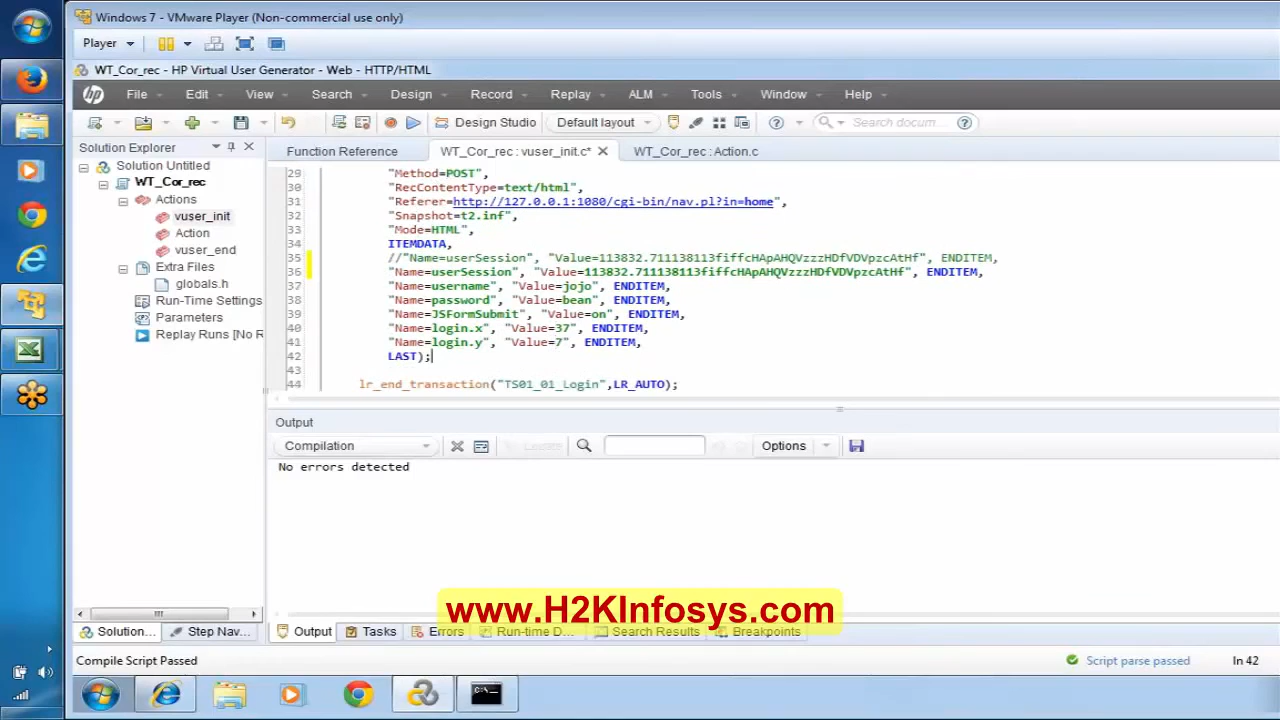 Windows 7 - VMware Player (Non-commercial use only)
Player
WT_Cor_rec - HP Virtual User Generator - Web - HTTP/HTML
hp File Edit View Search Design Record Replay ALM Tools Window Help
Design Studio Default layout Search docum
Solution Explorer
Function Reference WT_Cor_rec : vuser_init.c* WT_Cor_rec : Action.c
Solution Untitled
WT_Cor_rec
Actions
vuser_init
Action
vuser_end
Extra Files
globals.h
Run-Time Settings
Parameters
Replay Runs [No R
29 "Method=POST",
30 "RecContentType=text/html",
31 "Referer=http://127.0.0.1:1080/cgi-bin/nav.pl?in=home",
32 "Snapshot=t2.inf",
33 "Mode=HTML",
34 ITEMDATA,
35 //"Name=userSession", "Value=113832.711138113fiffcHApAHQVzzzHDfVDVpzcAtHf", ENDITEM,
36 "Name=userSession", "Value=113832.711138113fiffcHApAHQVzzzHDfVDVpzcAtHf", ENDITEM,
37 "Name=username", "Value=jojo", ENDITEM,
38 "Name=password", "Value=bean", ENDITEM,
39 "Name=JSFormSubmit", "Value=on", ENDITEM,
40 "Name=login.x", "Value=37", ENDITEM,
41 "Name=login.y", "Value=7", ENDITEM,
42 LAST);
43
44 lr_end_transaction("TS01_01_Login",LR_AUTO);
Output
Compilation Options
No errors detected
www.H2KInfosys.com
Solution... Step Nav... Output Tasks Errors Run-time D... Search Results Breakpoints
Compile Script Passed Script parse passed ln 42